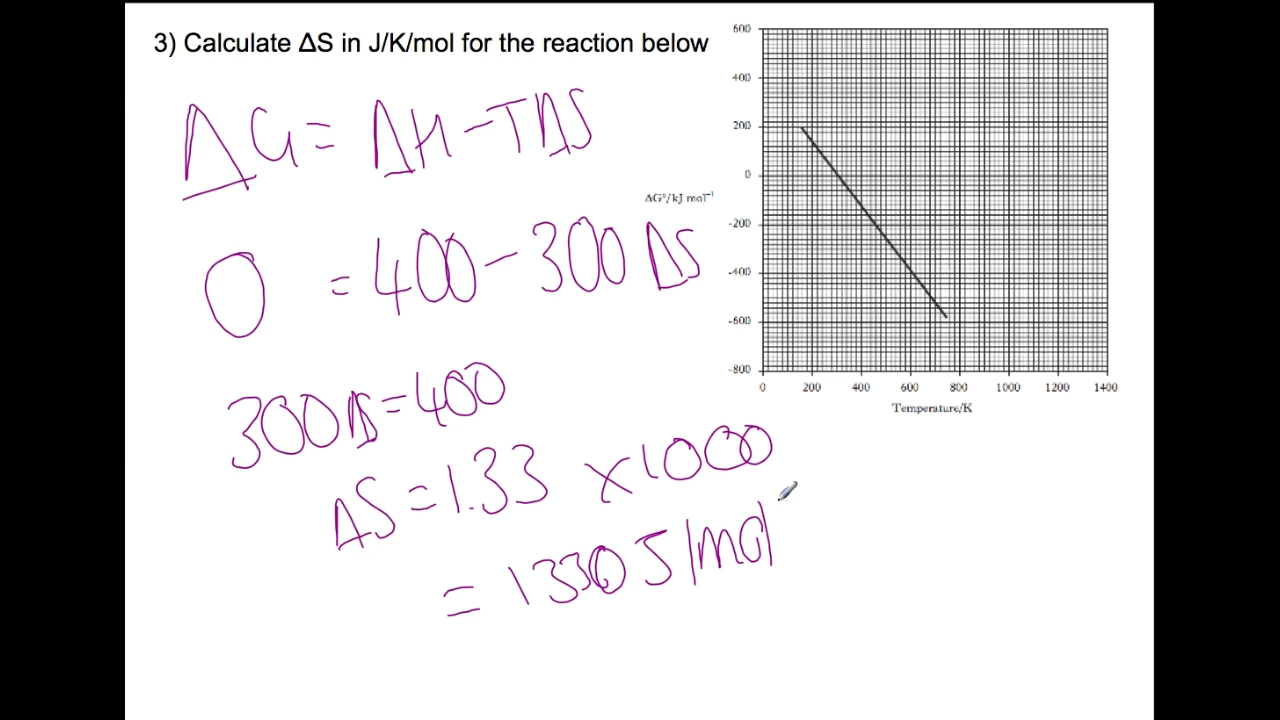 3) Calculate ΔS in J/K/mol for the reaction below
ΔG = ΔH - TΔS
0 = 400 - 300 ΔS
300ΔS = 400
ΔS = 1.33 x 1000
= 1330 J/mol
600
400
200
0
-200
-400
-600
-800
ΔG°/kJ mol⁻¹
0 200 400 600 800 1000 1200 1400
Temperature/K